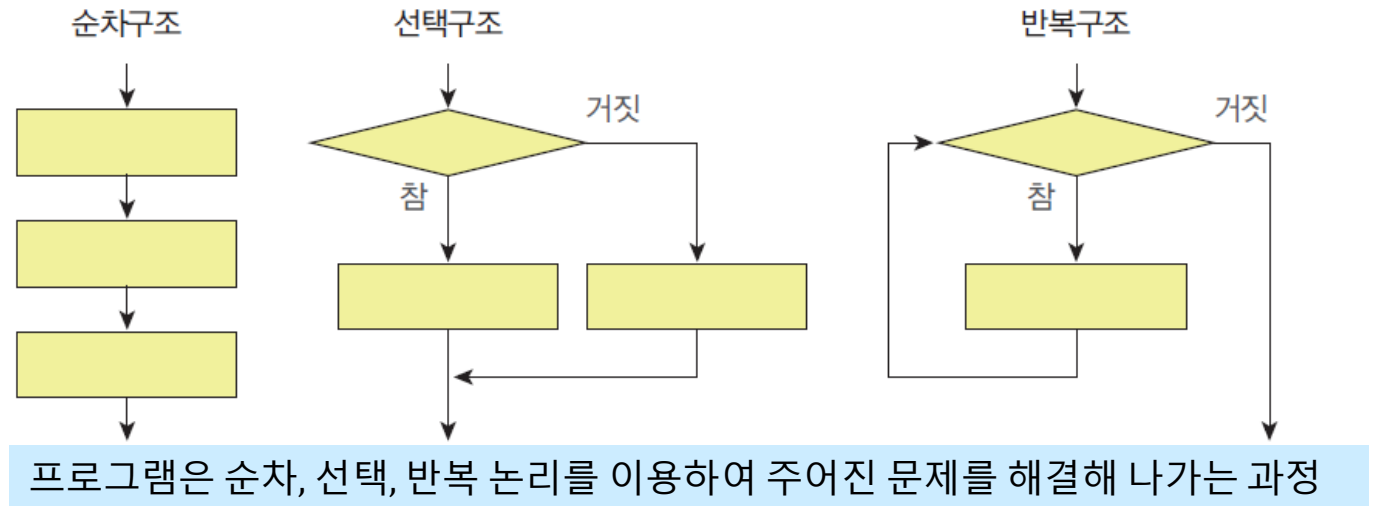 순차구조
선택구조
반복구조
거짓
거짓
참
참
프로그램은 순차, 선택, 반복 논리를 이용하여 주어진 문제를 해결해 나가는 과정